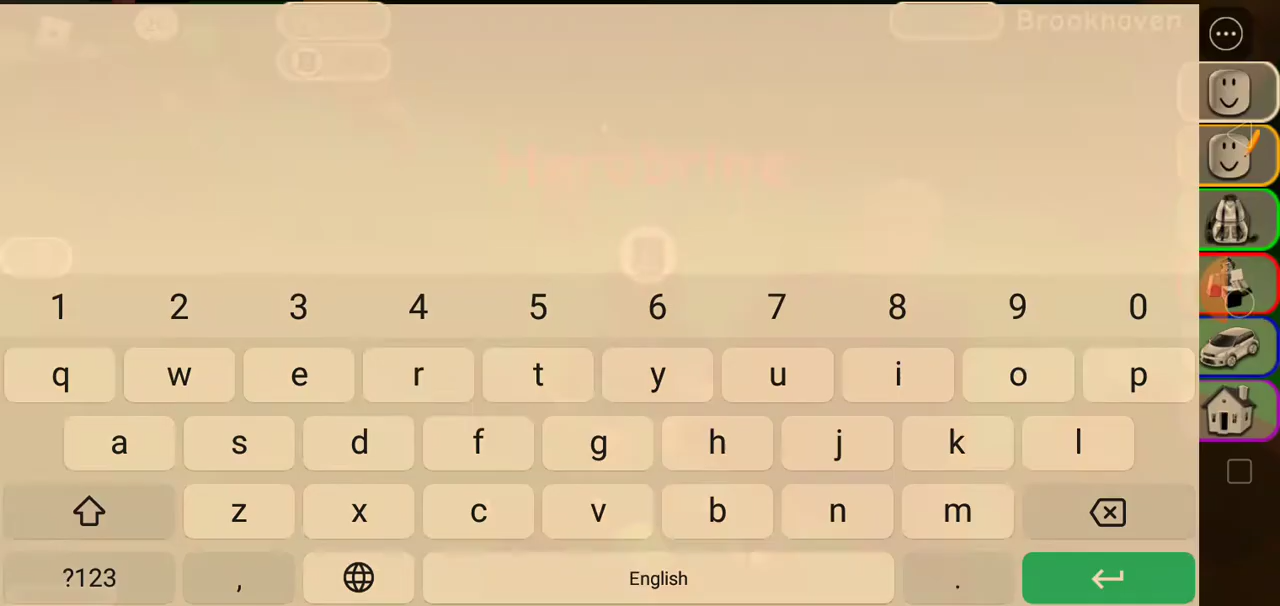 Brookhaven
Herobrine
1 2 3 4 5 6 7 8 9 0
q w e r t y u i o p
a s d f g h j k l
z x c v b n m
?123 , English .